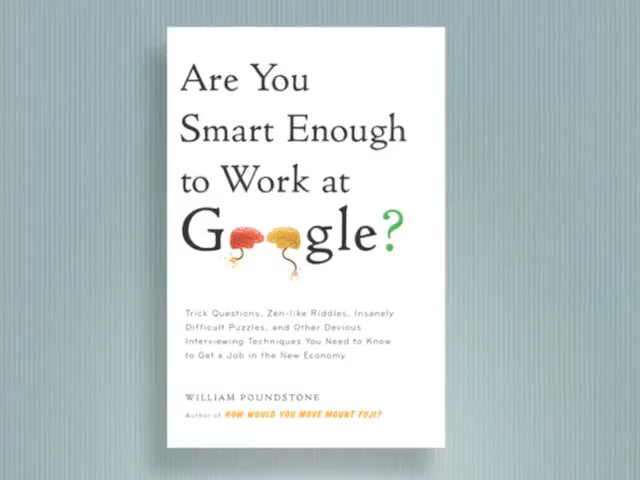 Are You
Smart Enough
to Work at
Google?
Trick Questions, Zen-like Riddles, Insanely
Difficult Puzzles, and Other Devious
Interviewing Techniques You Need to Know
to Get a Job in the New Economy
WILLIAM POUNDSTONE
Author of HOW WOULD YOU MOVE MOUNT FUJI?